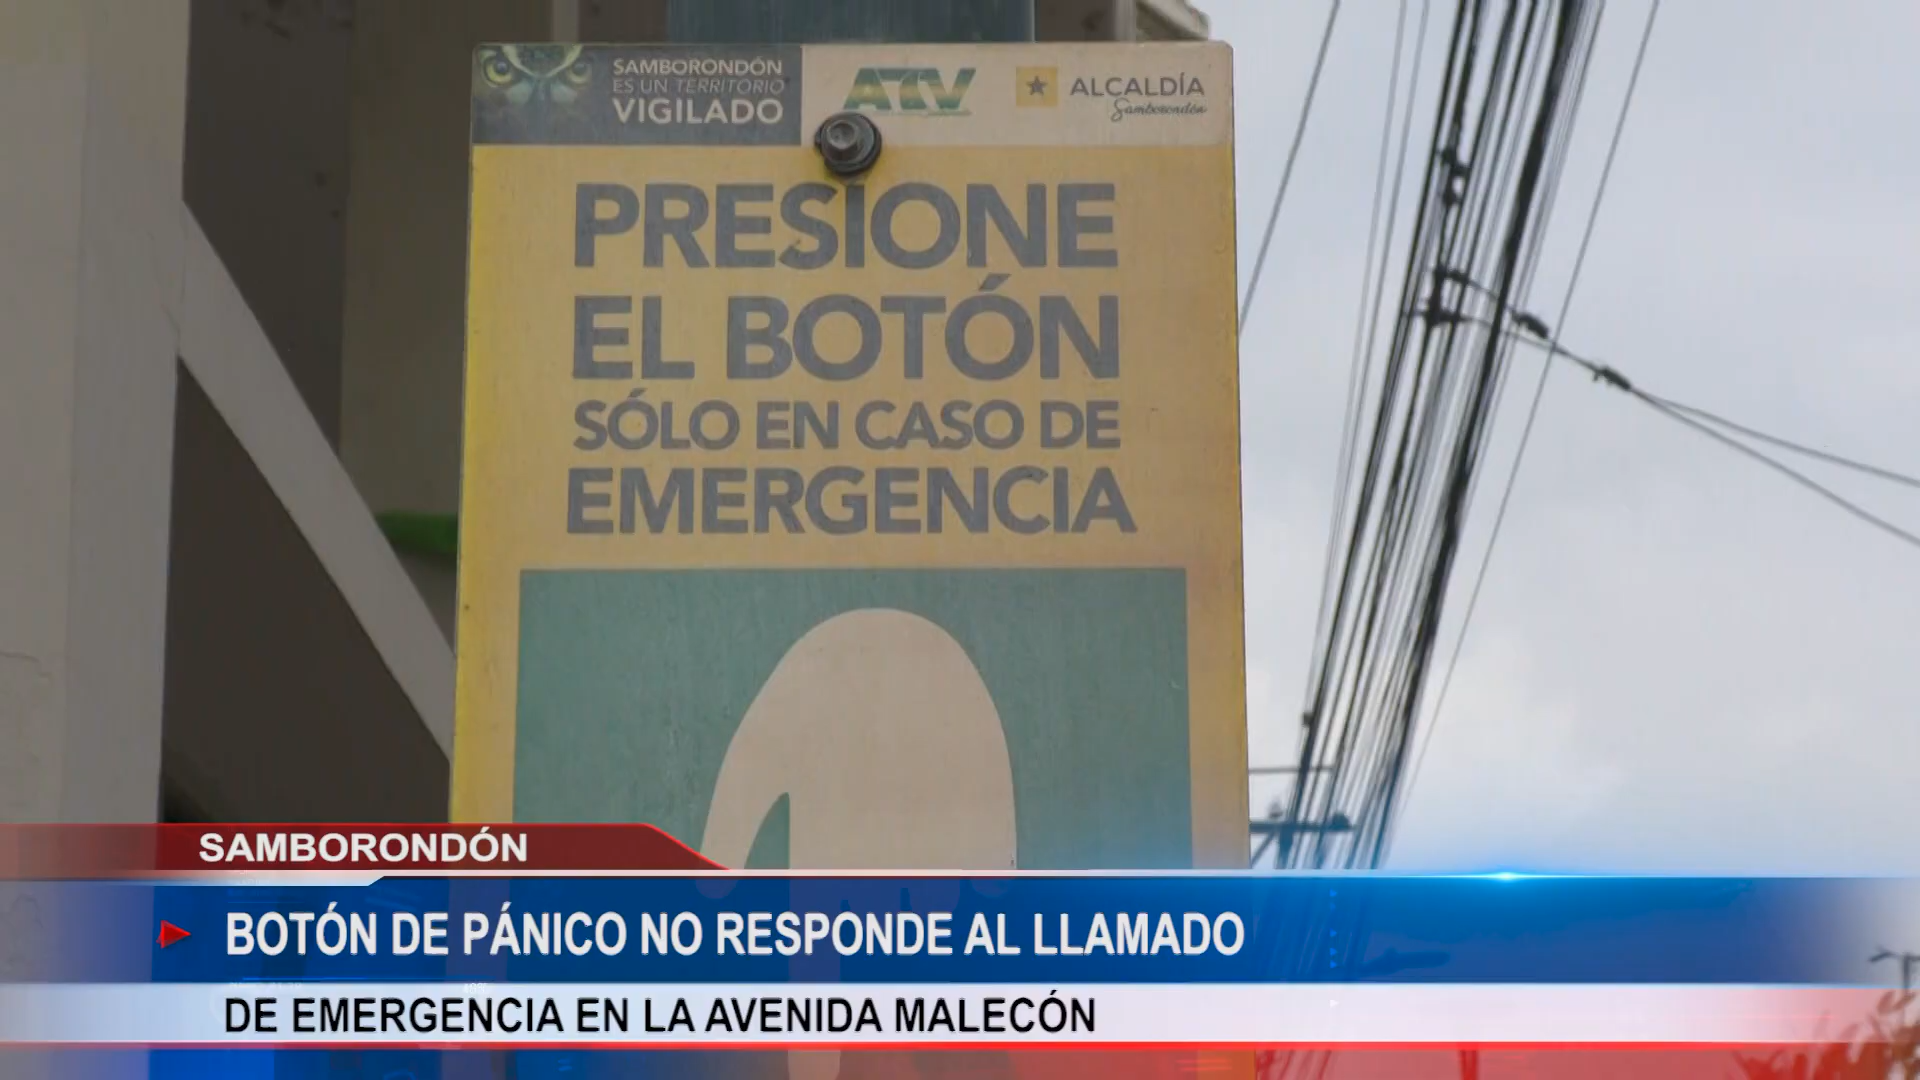 SAMBORONDÓN
ES UN TERRITORIO
VIGILADO
ATV
ALCALDÍA
Samborondón
PRESIONE
EL BOTÓN
SÓLO EN CASO DE
EMERGENCIA
SAMBORONDÓN
BOTÓN DE PÁNICO NO RESPONDE AL LLAMADO
DE EMERGENCIA EN LA AVENIDA MALECÓN